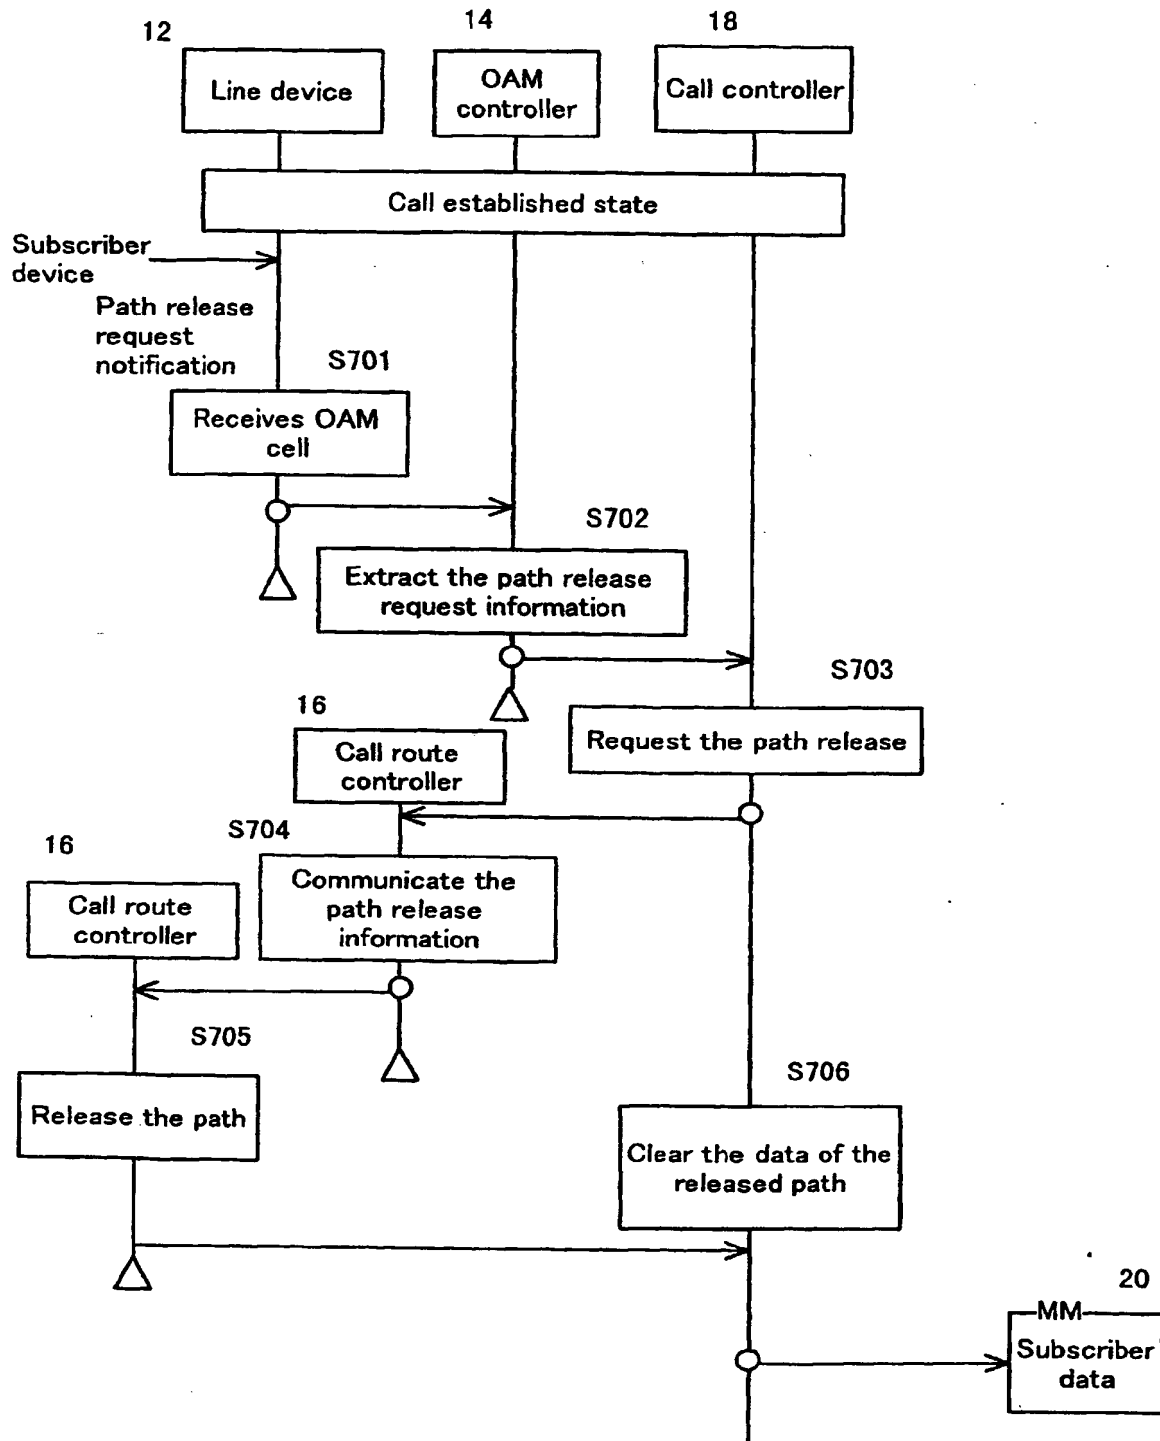 12
14
18
Line device
OAM
controller
Call controller
Call established state
Subscriber
device
Path release
request
notification
S701
Receives OAM
cell
S702
Extract the path release
request information
S703
Request the path release
16
Call route
controller
S704
Communicate the
path release
information
16
Call route
controller
S705
Release the path
S706
Clear the data of the
released path
20
MM
Subscriber
data